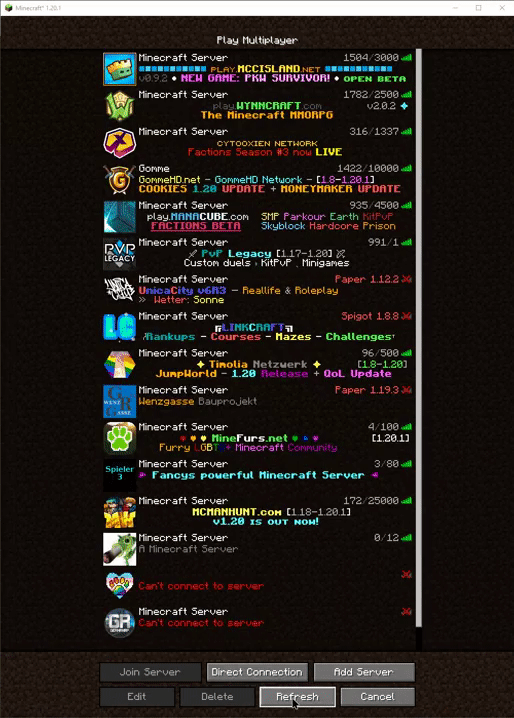 Minecraft* 1.20.1
Play Multiplayer
Minecraft Server 1504/3000
PLAY.MCCISLAND.NET
v0.9.2 ◆ NEW GAME: PKW SURVIVOR! ◆ OPEN BETA
Minecraft Server 1782/2500
play.WYNNCRAFT.com v2.0.2
The Minecraft MMORPG
Minecraft Server 316/1337
CYTOOXIEN NETWORK
Factions Season #3 now LIVE
Gomme 1422/10000
GommeHD.net - GommeHD Network - [1.8-1.20.1]
COOKIES 1.20 UPDATE + MONEYMAKER UPDATE
Minecraft Server 935/4500
play.MANACUBE.com SMP Parkour Earth KitPvP
FACTIONS BETA Skyblock Hardcore Prison
PVP LEGACY
Minecraft Server 991/1
PvP Legacy [1.17-1.20]
Custom duels, KitPvP, Minigames
Minecraft Server Paper 1.12.2
UnicaCity v6R3 - Reallife & Roleplay
» Wetter: Sonne
LC
Minecraft Server Spigot 1.8.8
LINKCRAFT
Rankups - Courses - Mazes - Challenges
Minecraft Server 96/500
✦ Timolia Netzwerk ✦ [1.8-1.20]
JumpWorld - 1.20 Release + QoL Update
WENZ GASSE
Minecraft Server Paper 1.19.3
Wenzgasse Bauprojekt
Minecraft Server 4/100
MineFurs.net [1.20.1]
Furry LGBT + Minecraft Community
Spieler 3
Minecraft Server 3/80
Fancys powerful Minecraft Server
Minecraft Server 172/25000
MCMANHUNT.com [1.18-1.20.1]
v1.20 IS OUT NOW!
Minecraft Server 0/12
A Minecraft Server
Can't connect to server
GR
Minecraft Server
Can't connect to server
Join Server
Direct Connection
Add Server
Edit
Delete
Refresh
Cancel